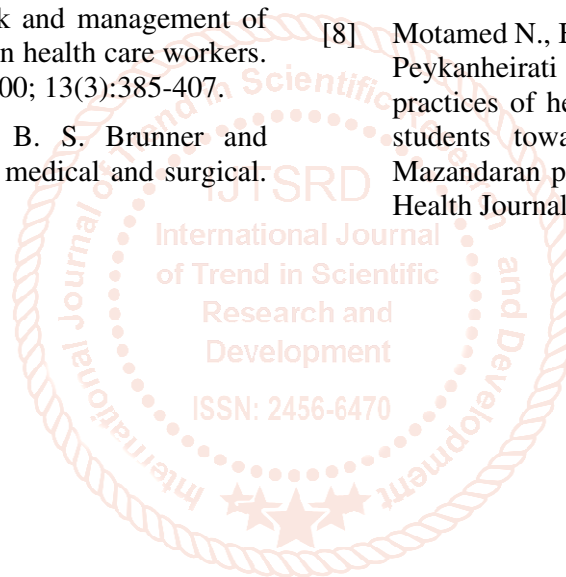 k and management of
n health care workers.
00; 13(3):385-407.
B. S. Brunner and
medical and surgical.
[8] Motamed N., B
Peykanheirati
practices of he
students towa
Mazandaran p
Health Journal
International Journal of Trend in Scientific Research and Development
IJTSRD
International Journal
of Trend in Scientific
Research and
Development
ISSN: 2456-6470